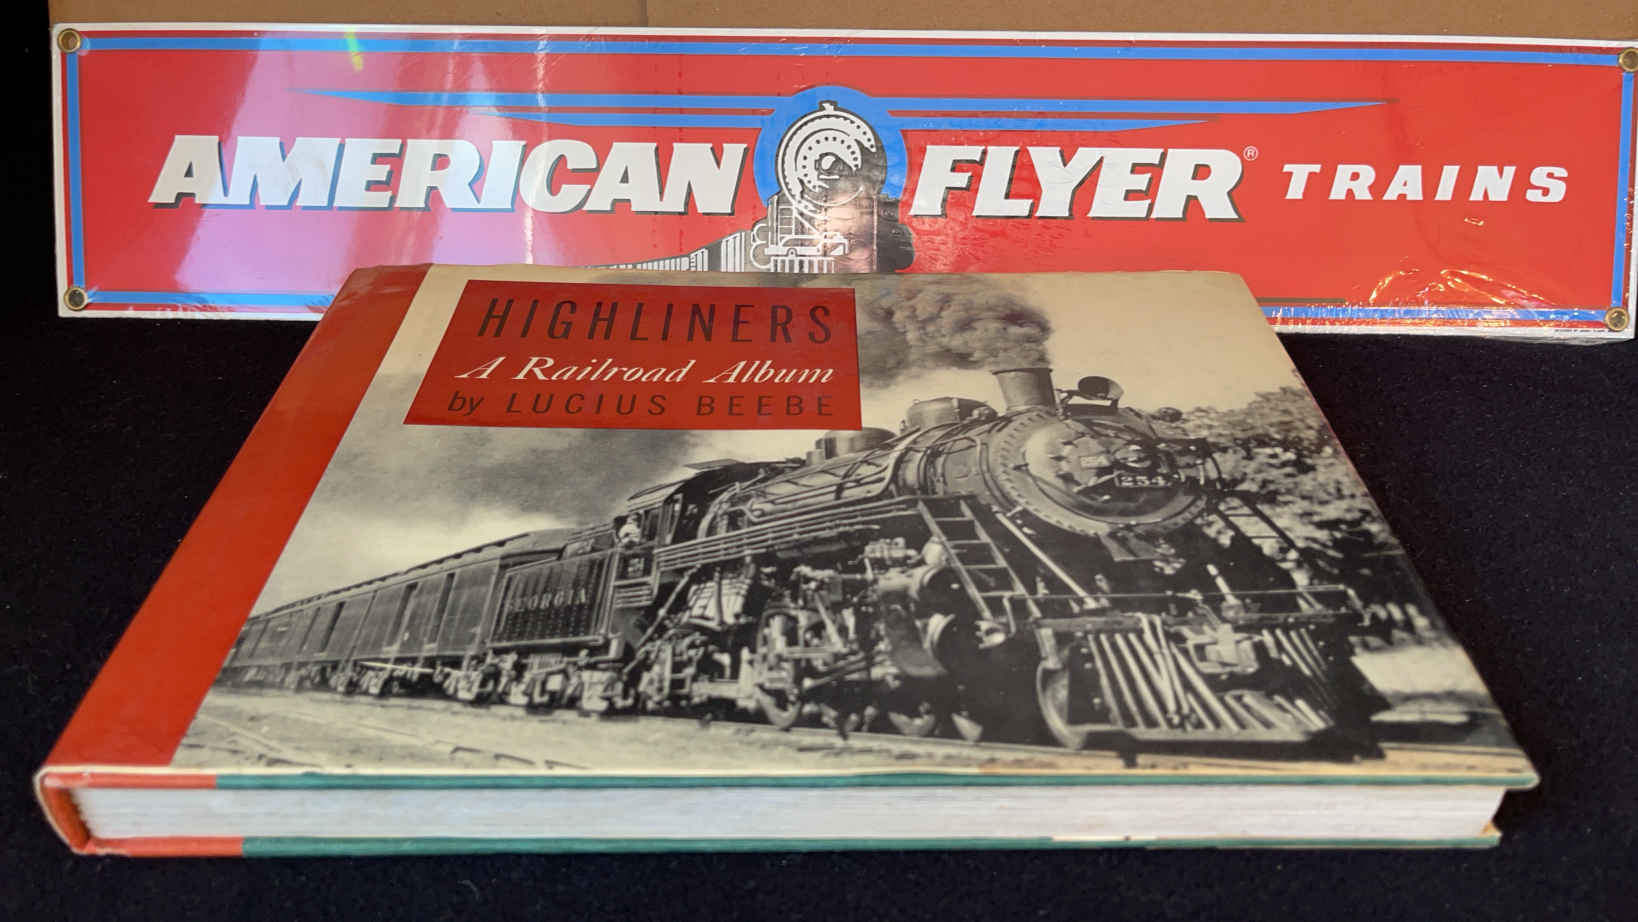 AMERICAN FLYER® TRAINS
HIGHLINERS
A Railroad Album
by LUCIUS BEEBE
254
GEORGIA